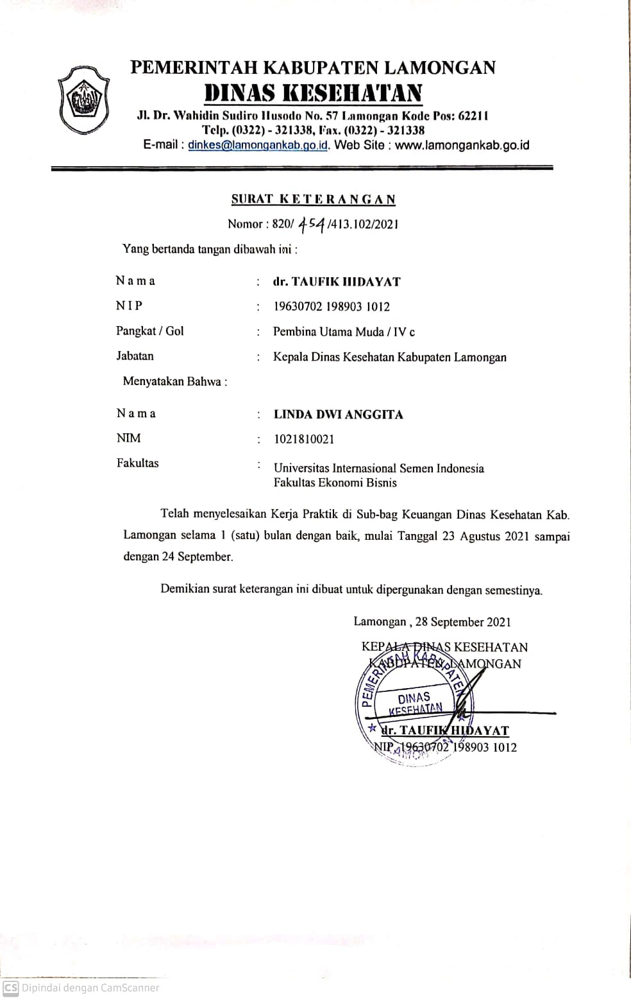 PEMERINTAH KABUPATEN LAMONGAN
DINAS KESEHATAN
Jl. Dr. Wahidin Sudiro Husodo No. 57 Lamongan Kode Pos: 62211
Telp. (0322) - 321338, Fax. (0322) - 321338
E-mail : dinkes@lamongankab.go.id. Web Site : www.lamongankab.go.id
SURAT KETERANGAN
Nomor : 820/ 454 /413.102/2021
Yang bertanda tangan dibawah ini :
Nama : dr. TAUFIK HIDAYAT
NIP : 19630702 198903 1012
Pangkat / Gol : Pembina Utama Muda / IV c
Jabatan : Kepala Dinas Kesehatan Kabupaten Lamongan
Menyatakan Bahwa :
Nama : LINDA DWI ANGGITA
NIM : 1021810021
Fakultas : Universitas Internasional Semen Indonesia
Fakultas Ekonomi Bisnis
Telah menyelesaikan Kerja Praktik di Sub-bag Keuangan Dinas Kesehatan Kab.
Lamongan selama 1 (satu) bulan dengan baik, mulai Tanggal 23 Agustus 2021 sampai
dengan 24 September.
Demikian surat keterangan ini dibuat untuk dipergunakan dengan semestinya.
Lamongan , 28 September 2021
KEPALA DINAS KESEHATAN
KABUPATEN LAMONGAN
PEMERINTAH KABUPATEN
DINAS
KESEHATAN
dr. TAUFIK HIDAYAT
NIP. 19630702 198903 1012
CS Dipindai dengan CamScanner